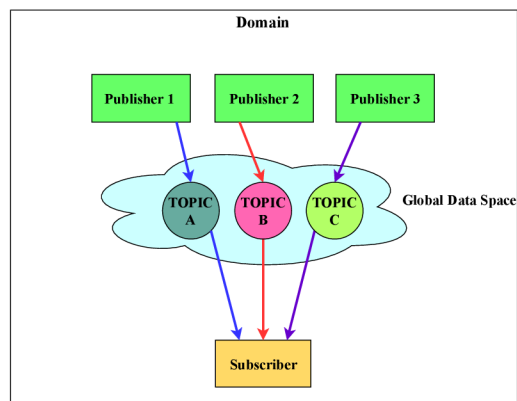 Domain
Publisher 1
Publisher 2
Publisher 3
TOPIC
A
TOPIC
B
TOPIC
C
Global Data Space
Subscriber